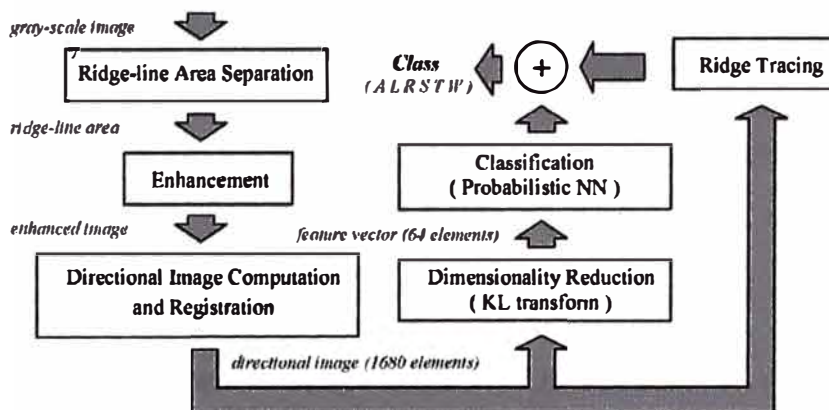 gray-scale image
Ridge-line Area Separation
ridge-line area
Enhancement
enhanced image
Directional Image Computation
and Registration
directional image (1680 elements)
Dimensionality Reduction
( KL transform )
feature vector (64 elements)
Classification
( Probabilistic NN )
Ridge Tracing
+
Class
(ALRSTW)